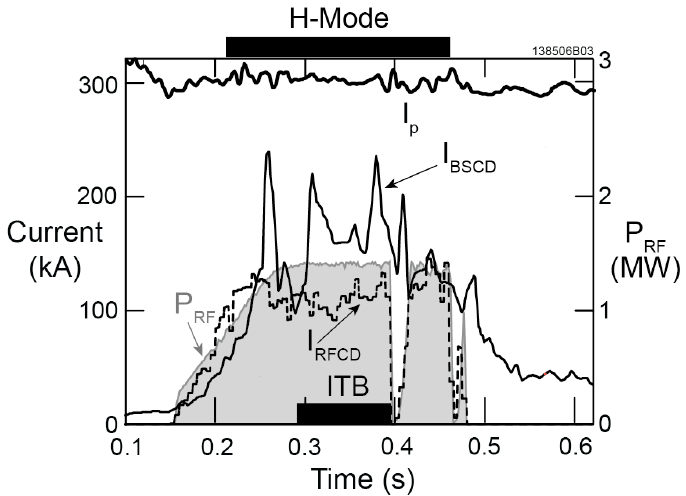 H-Mode
138506B03
300
200
100
0
Current
(kA)
3
2
1
0
P_RF
(MW)
I_p
I_BSCD
P_RF
I_RFCD
ITB
0.1 0.2 0.3 0.4 0.5 0.6
Time (s)